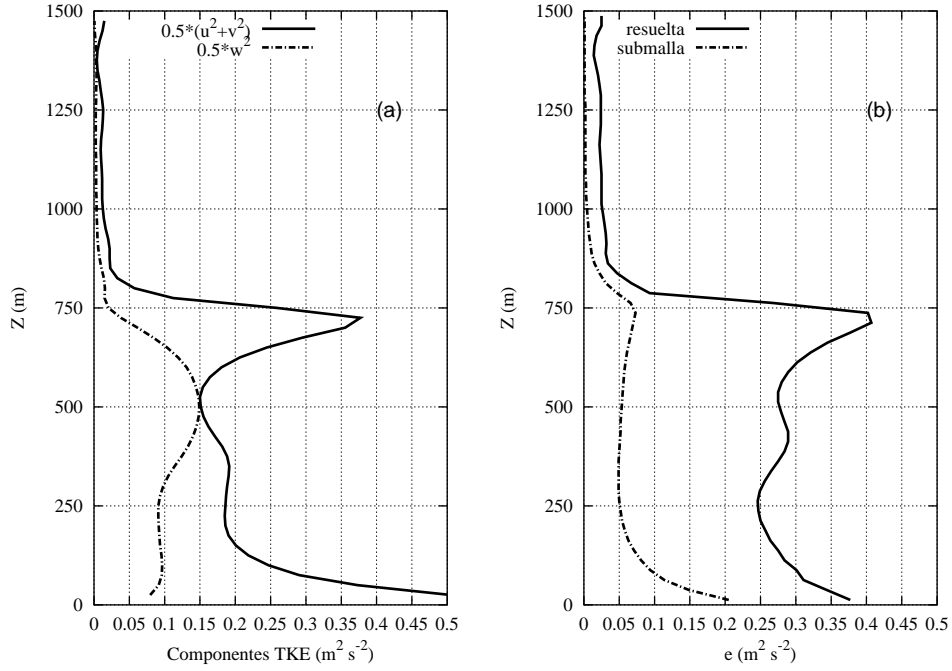 0.5*(u²+v²)
0.5*w²
(a)
Z (m)
1500
1250
1000
750
500
250
0
0 0.05 0.1 0.15 0.2 0.25 0.3 0.35 0.4 0.45 0.5
Componentes TKE (m² s⁻²)
resuelta
submalla
(b)
Z (m)
1500
1250
1000
750
500
250
0
0 0.05 0.1 0.15 0.2 0.25 0.3 0.35 0.4 0.45 0.5
e (m² s⁻²)